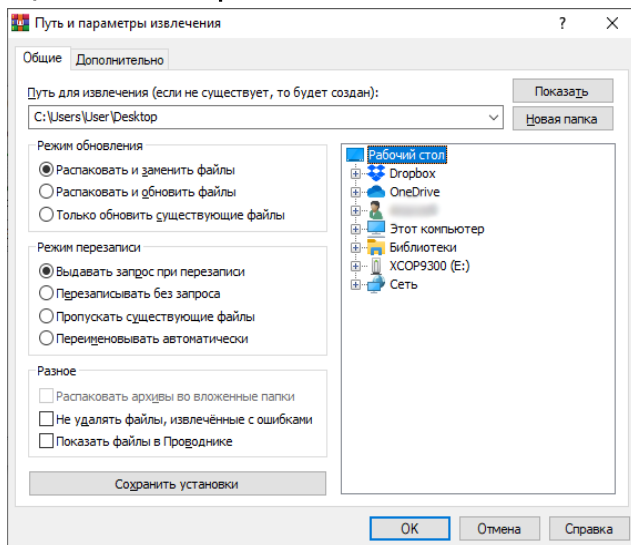 Путь и параметры извлечения
?
Общие Дополнительно
Путь для извлечения (если не существует, то будет создан):
Показать
C:\Users\User\Desktop
Новая папка
Режим обновления
Распаковать и заменить файлы
Распаковать и обновить файлы
Только обновить существующие файлы
Режим перезаписи
Выдавать запрос при перезаписи
Перезаписывать без запроса
Пропускать существующие файлы
Переименовывать автоматически
Разное
Распаковать архивы во вложенные папки
Не удалять файлы, извлечённые с ошибками
Показать файлы в Проводнике
Сохранить установки
Рабочий стол
Dropbox
OneDrive
Этот компьютер
Библиотеки
XCOP9300 (E:)
Сеть
OK Отмена Справка